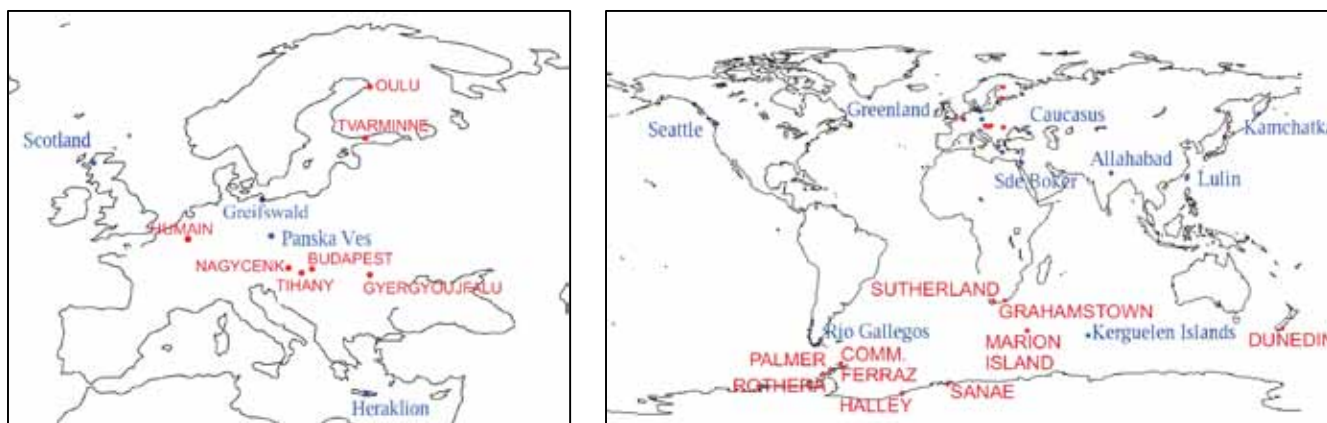 OULU
TVARMINNE
Scotland
Greifswald
HUMAIN
Panska Ves
BUDAPEST
NAGYCENK
TIHANY
GYERGYOUJFALU
Heraklion
Greenland
Caucasus
Seattle
Kamchatka
Allahabad
Sde Boker
Lulin
SUTHERLAND
GRAHAMSTOWN
Rio Gallegos
MARION
ISLAND
Kerguelen Islands
DUNEDIN
PALMER
COMM.
FERRAZ
ROTHERA
SANAE
HALLEY